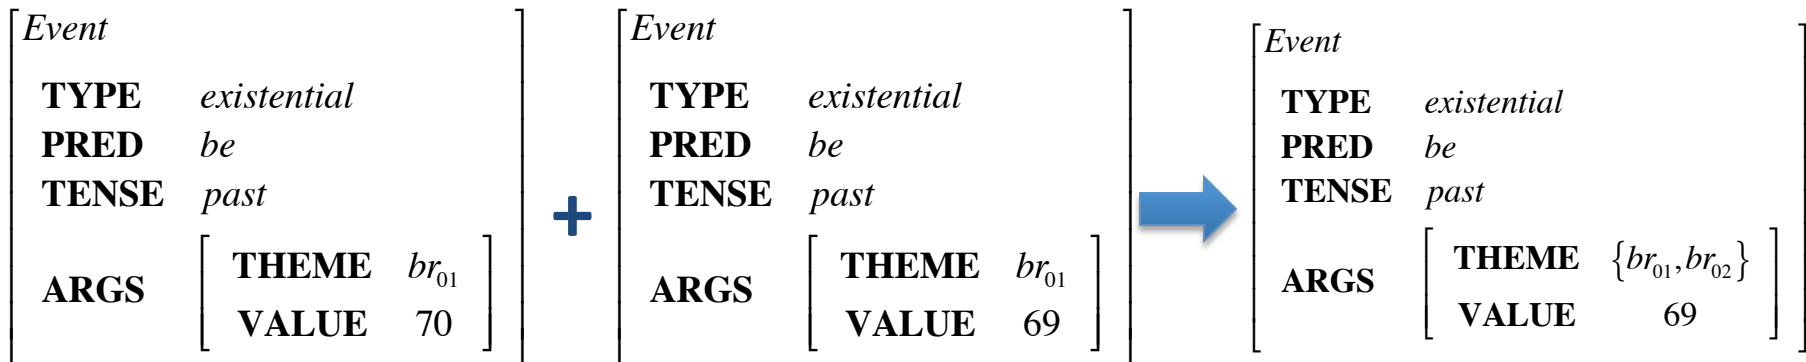 Event
TYPE existential
PRED be
TENSE past
ARGS
THEME br01
VALUE 70
+
Event
TYPE existential
PRED be
TENSE past
ARGS
THEME br01
VALUE 69
Event
TYPE existential
PRED be
TENSE past
ARGS
THEME {br01,br02}
VALUE 69